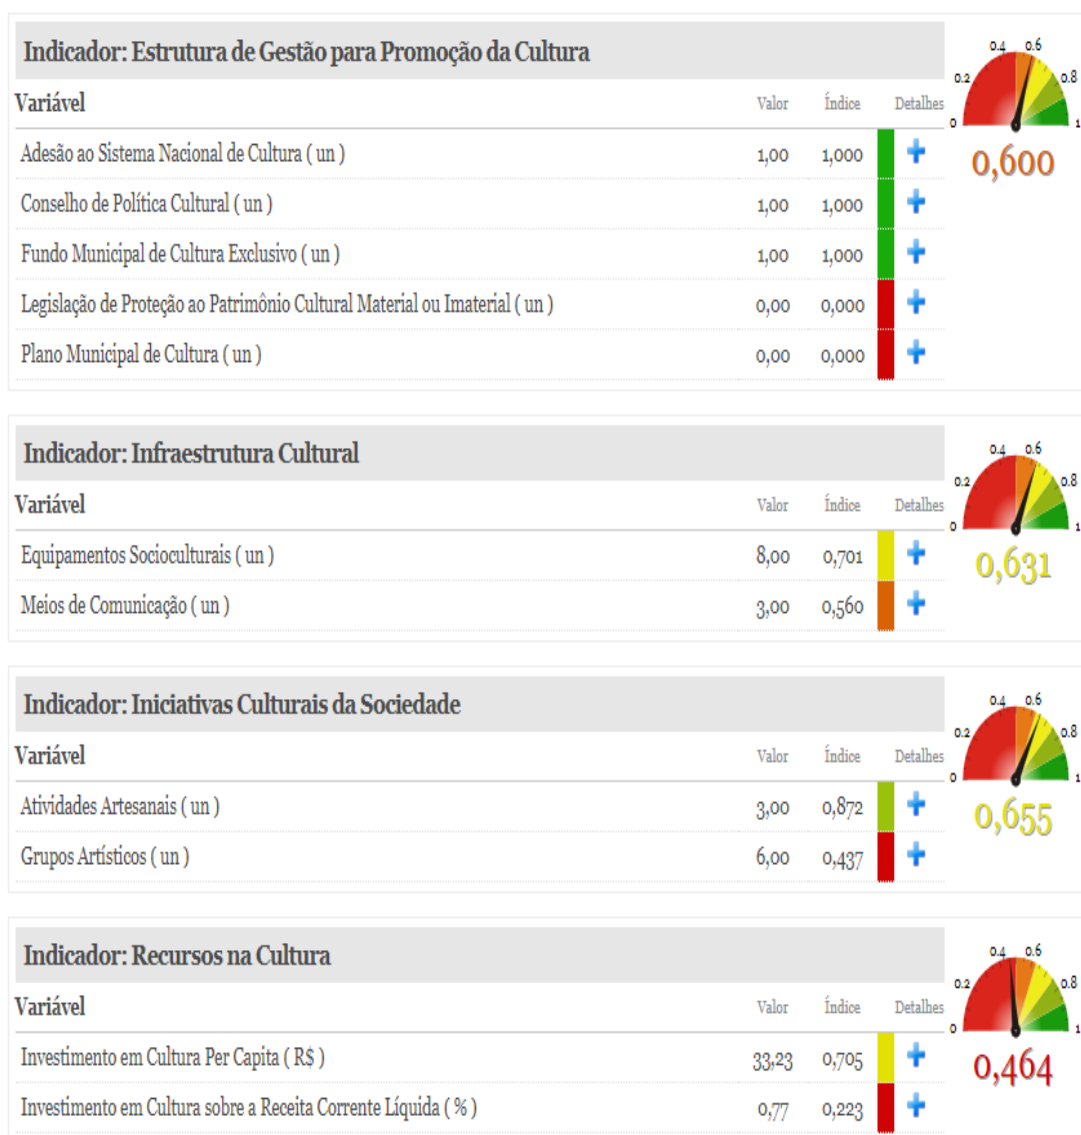 Indicador: Estrutura de Gestão para Promoção da Cultura
Variável Valor Índice Detalhes
Adesão ao Sistema Nacional de Cultura ( un ) 1,00 1,000
Conselho de Política Cultural ( un ) 1,00 1,000
Fundo Municipal de Cultura Exclusivo ( un ) 1,00 1,000
Legislação de Proteção ao Patrimônio Cultural Material ou Imaterial ( un ) 0,00 0,000
Plano Municipal de Cultura ( un ) 0,00 0,000
0 0.2 0.4 0.6 0.8 1
0,600
Indicador: Infraestrutura Cultural
Variável Valor Índice Detalhes
Equipamentos Socioculturais ( un ) 8,00 0,701
Meios de Comunicação ( un ) 3,00 0,560
0 0.2 0.4 0.6 0.8 1
0,631
Indicador: Iniciativas Culturais da Sociedade
Variável Valor Índice Detalhes
Atividades Artesanais ( un ) 3,00 0,872
Grupos Artísticos ( un ) 6,00 0,437
0 0.2 0.4 0.6 0.8 1
0,655
Indicador: Recursos na Cultura
Variável Valor Índice Detalhes
Investimento em Cultura Per Capita ( R$ ) 33,23 0,705
Investimento em Cultura sobre a Receita Corrente Líquida ( % ) 0,77 0,223
0 0.2 0.4 0.6 0.8 1
0,464